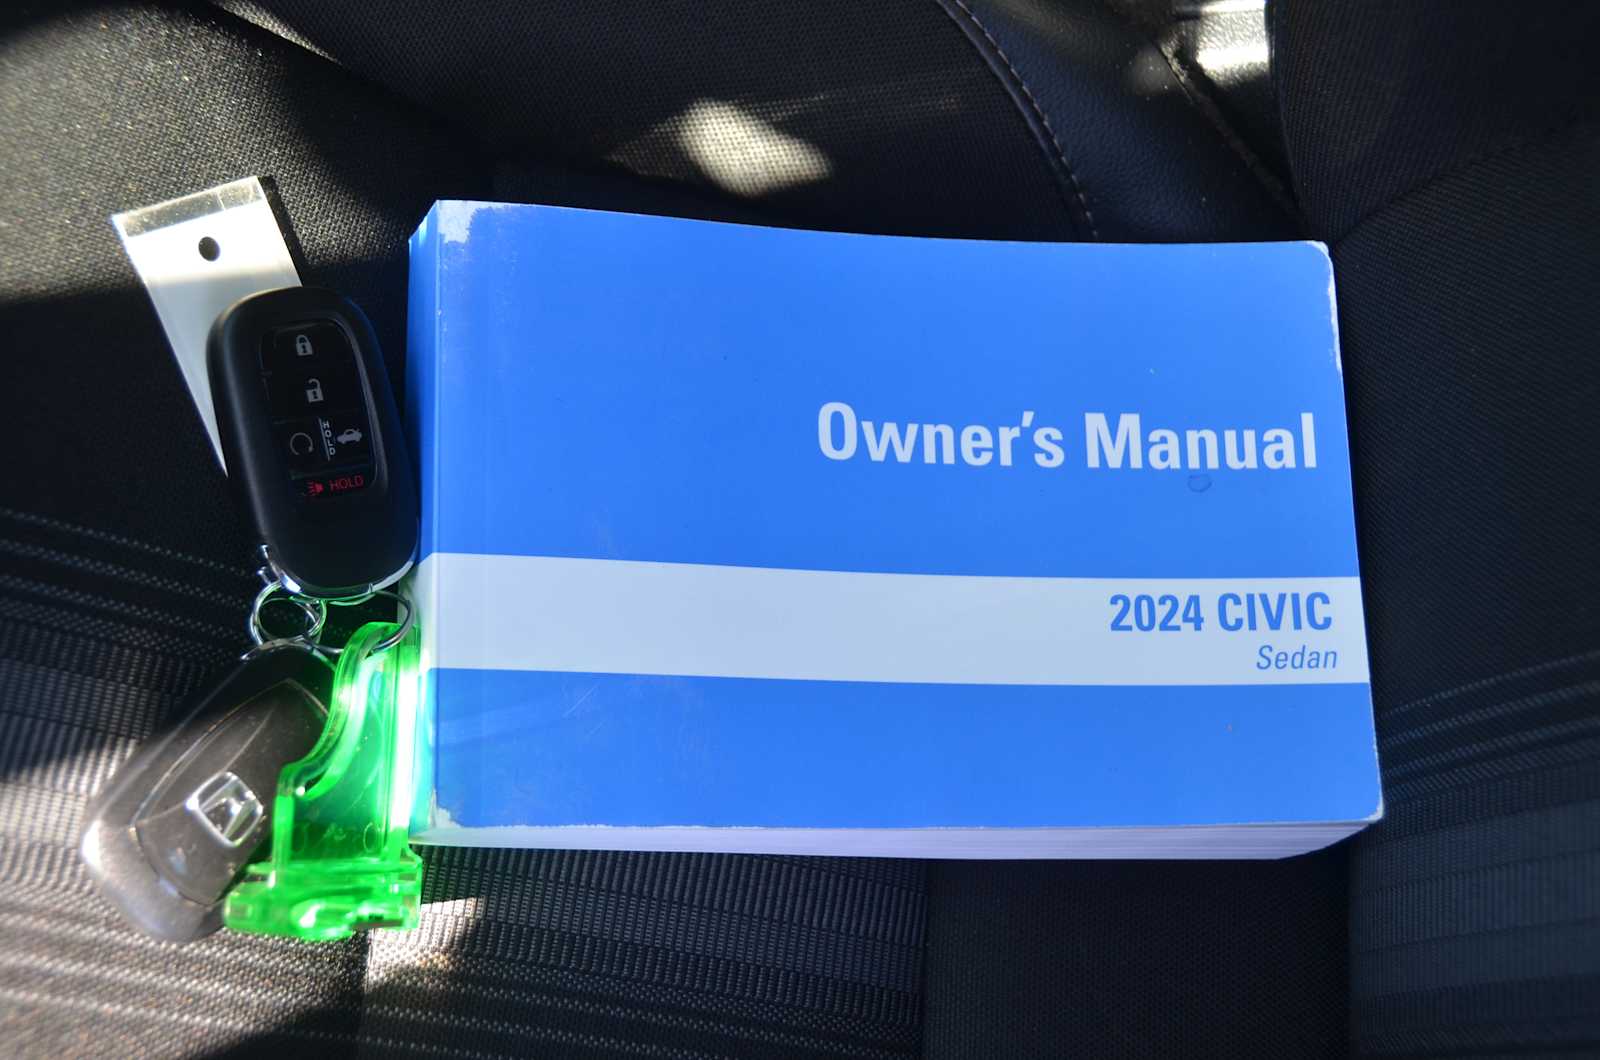 HOLD
HOLD
Owner's Manual
2024 CIVIC
Sedan